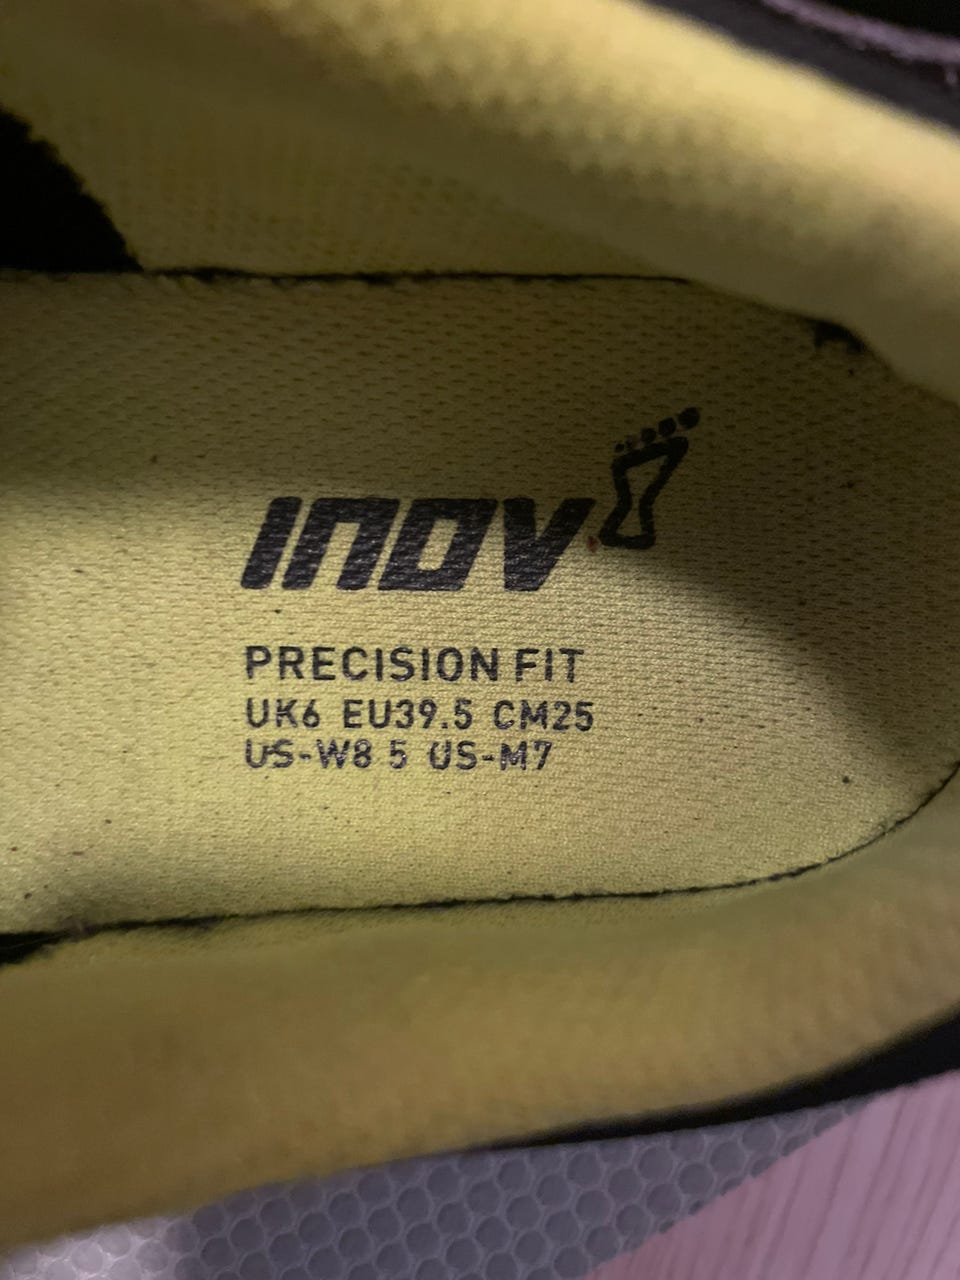 INOV
PRECISION FIT
UK6 EU39.5 CM25
US-W8 5 US-M7